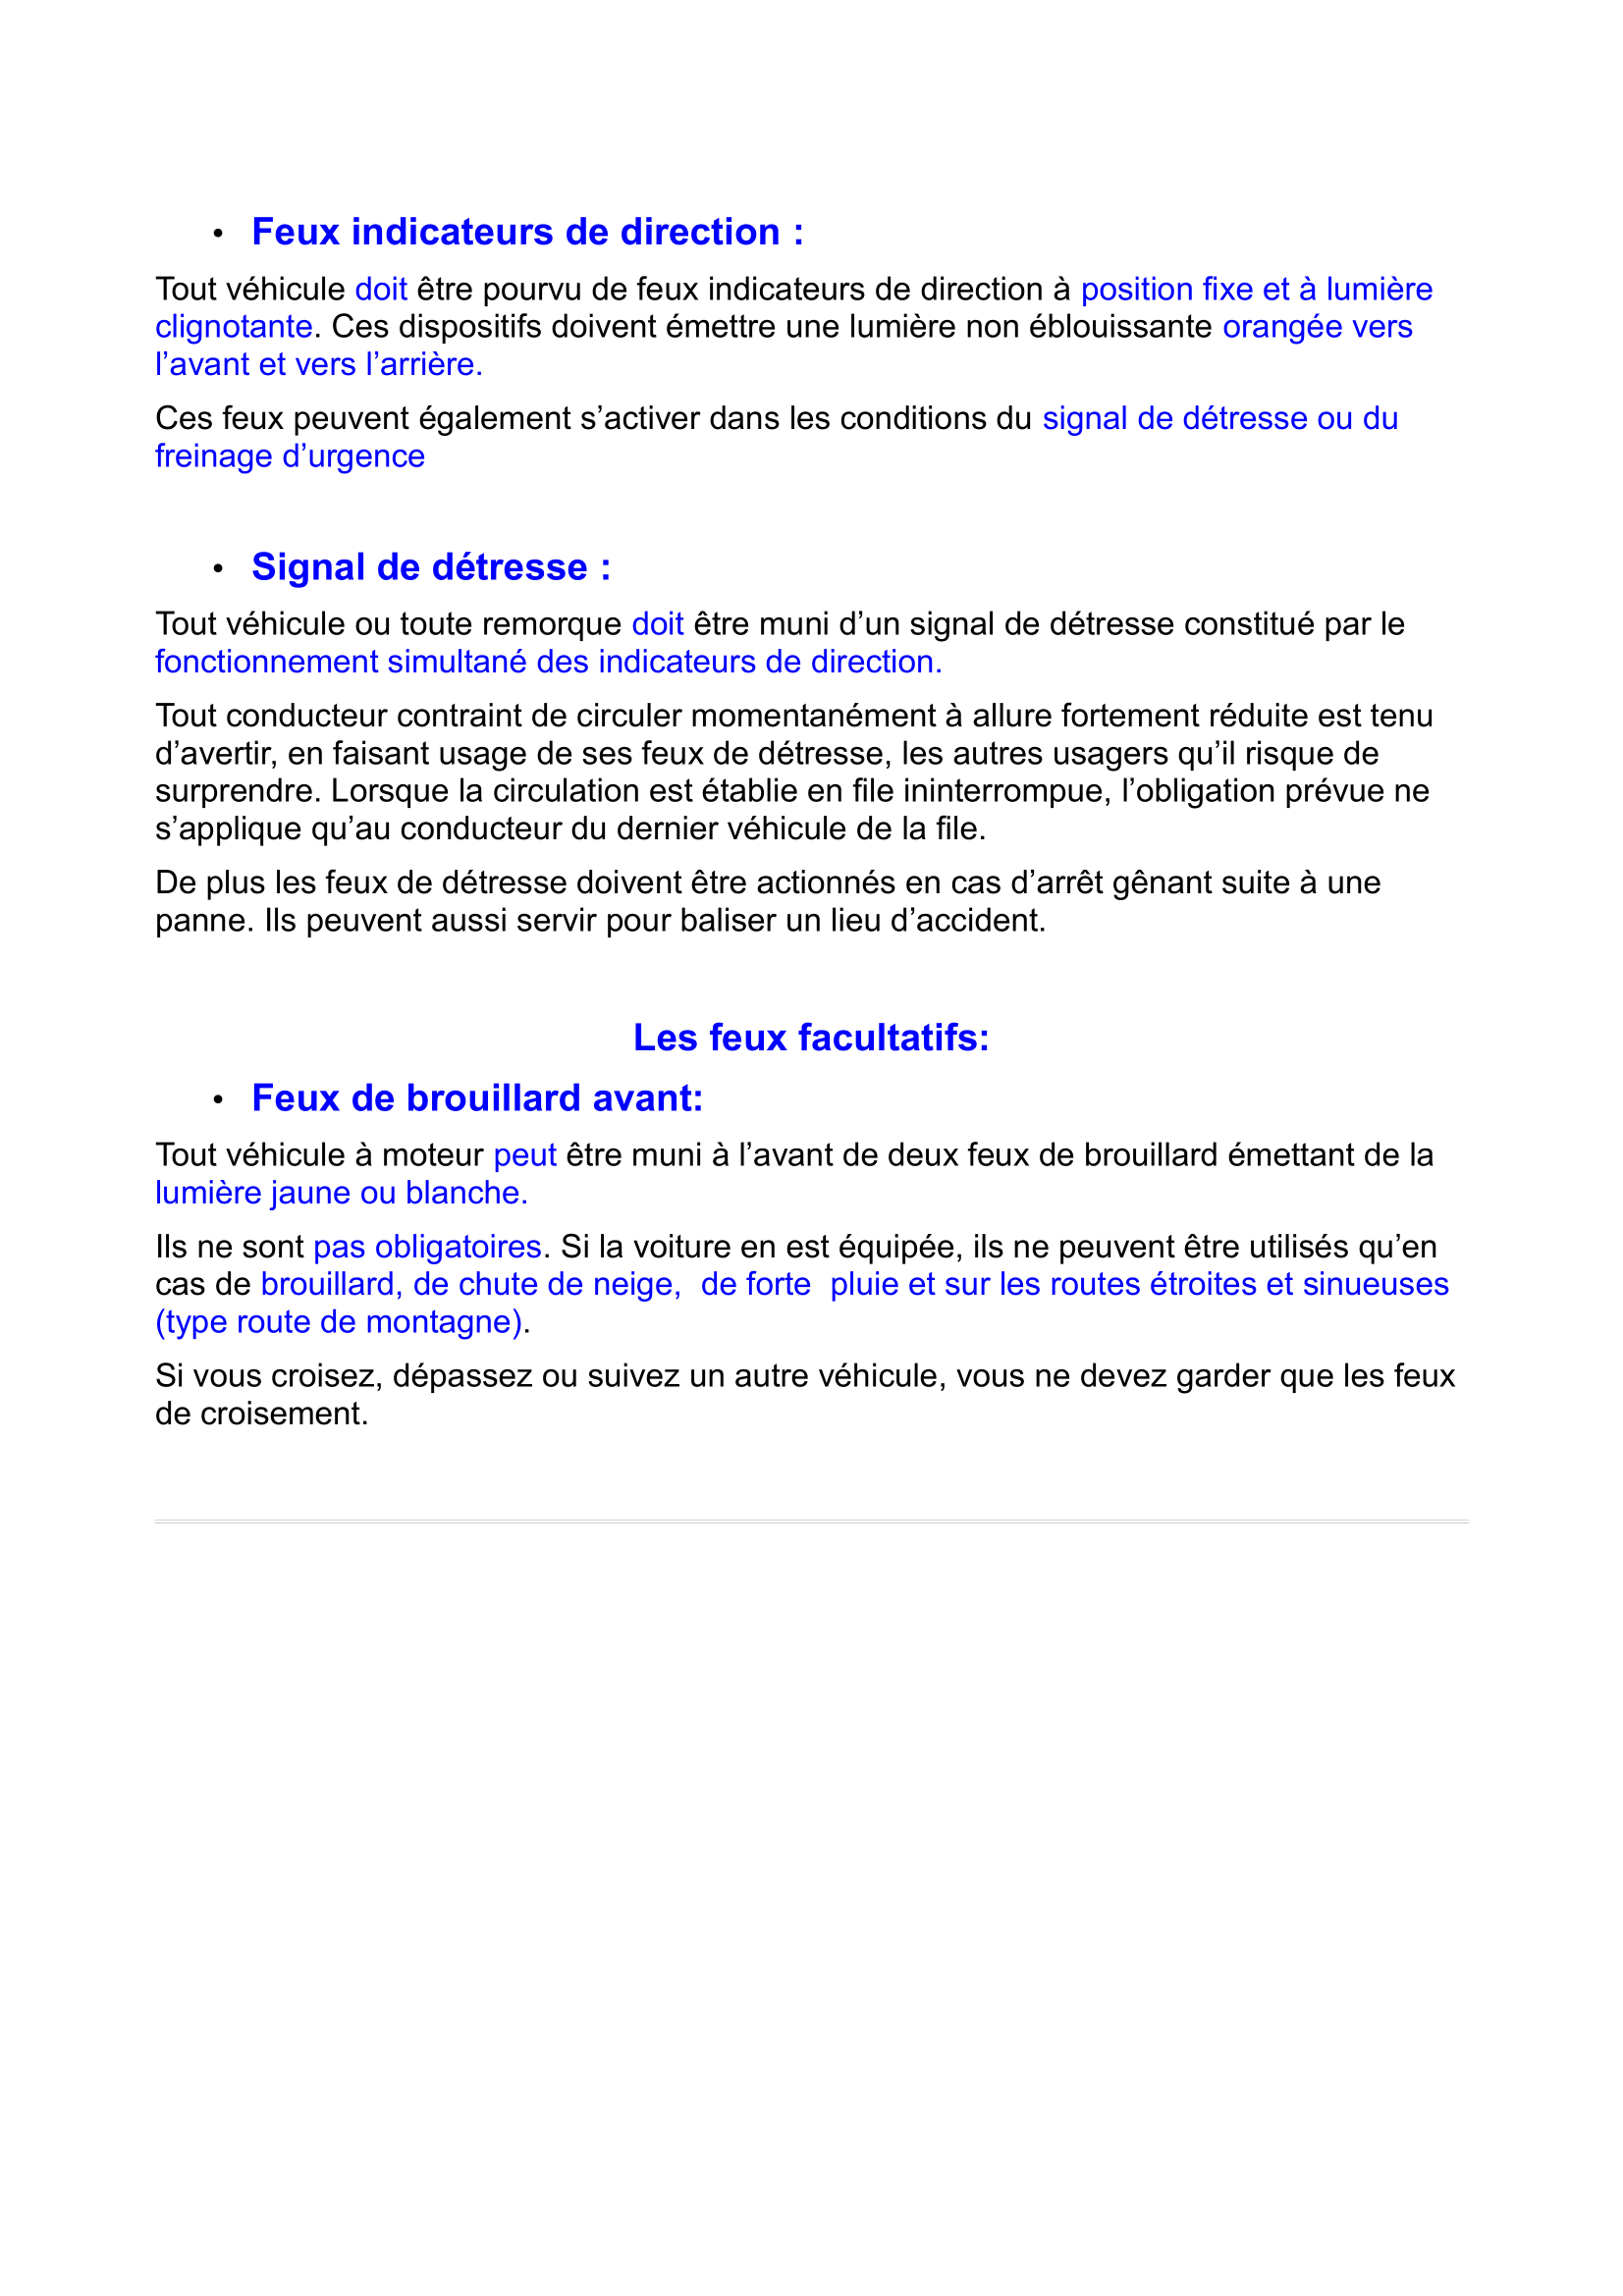 • Feux indicateurs de direction :
Tout véhicule doit être pourvu de feux indicateurs de direction à position fixe et à lumière
clignotante. Ces dispositifs doivent émettre une lumière non éblouissante orangée vers
l’avant et vers l’arrière.
Ces feux peuvent également s’activer dans les conditions du signal de détresse ou du
freinage d’urgence
• Signal de détresse :
Tout véhicule ou toute remorque doit être muni d’un signal de détresse constitué par le
fonctionnement simultané des indicateurs de direction.
Tout conducteur contraint de circuler momentanément à allure fortement réduite est tenu
d’avertir, en faisant usage de ses feux de détresse, les autres usagers qu’il risque de
surprendre. Lorsque la circulation est établie en file ininterrompue, l’obligation prévue ne
s’applique qu’au conducteur du dernier véhicule de la file.
De plus les feux de détresse doivent être actionnés en cas d’arrêt gênant suite à une
panne. Ils peuvent aussi servir pour baliser un lieu d’accident.
Les feux facultatifs:
• Feux de brouillard avant:
Tout véhicule à moteur peut être muni à l’avant de deux feux de brouillard émettant de la
lumière jaune ou blanche.
Ils ne sont pas obligatoires. Si la voiture en est équipée, ils ne peuvent être utilisés qu’en
cas de brouillard, de chute de neige,  de forte  pluie et sur les routes étroites et sinueuses
(type route de montagne).
Si vous croisez, dépassez ou suivez un autre véhicule, vous ne devez garder que les feux
de croisement.